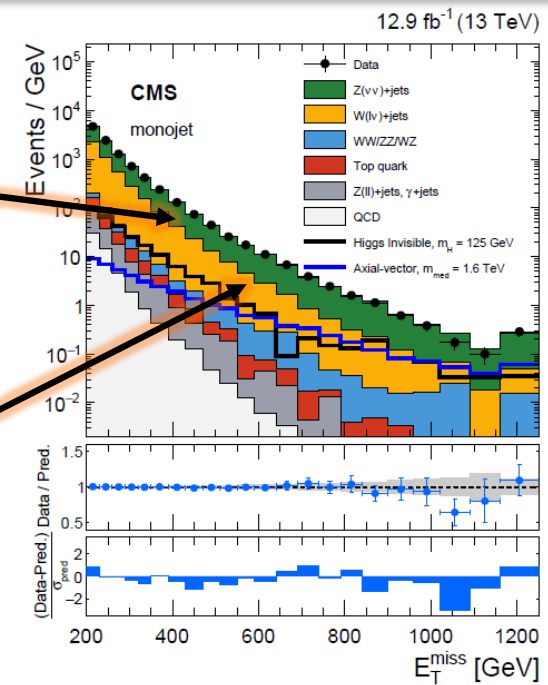 12.9 fb⁻¹ (13 TeV)
Events / GeV
10⁵
10⁴
10³
10²
10
1
10⁻¹
10⁻²
CMS
monojet
Data
Z(νν)+jets
W(lν)+jets
WW/ZZ/WZ
Top quark
Z(ll)+jets, γ+jets
QCD
Higgs Invisible, m_H = 125 GeV
Axial-vector, m_med = 1.6 TeV
Data / Pred.
1.5
1
0.5
(Data-Pred.)
σ_pred
2
0
−2
200 400 600 800 1000 1200
E_T^miss [GeV]